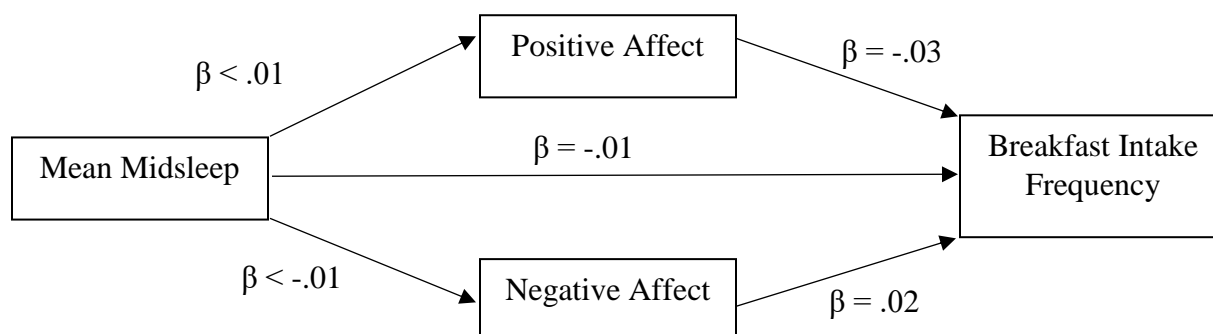 Positive Affect
β = -.03
β < .01
Mean Midsleep
β = -.01
Breakfast Intake
Frequency
β < -.01
Negative Affect
β = .02